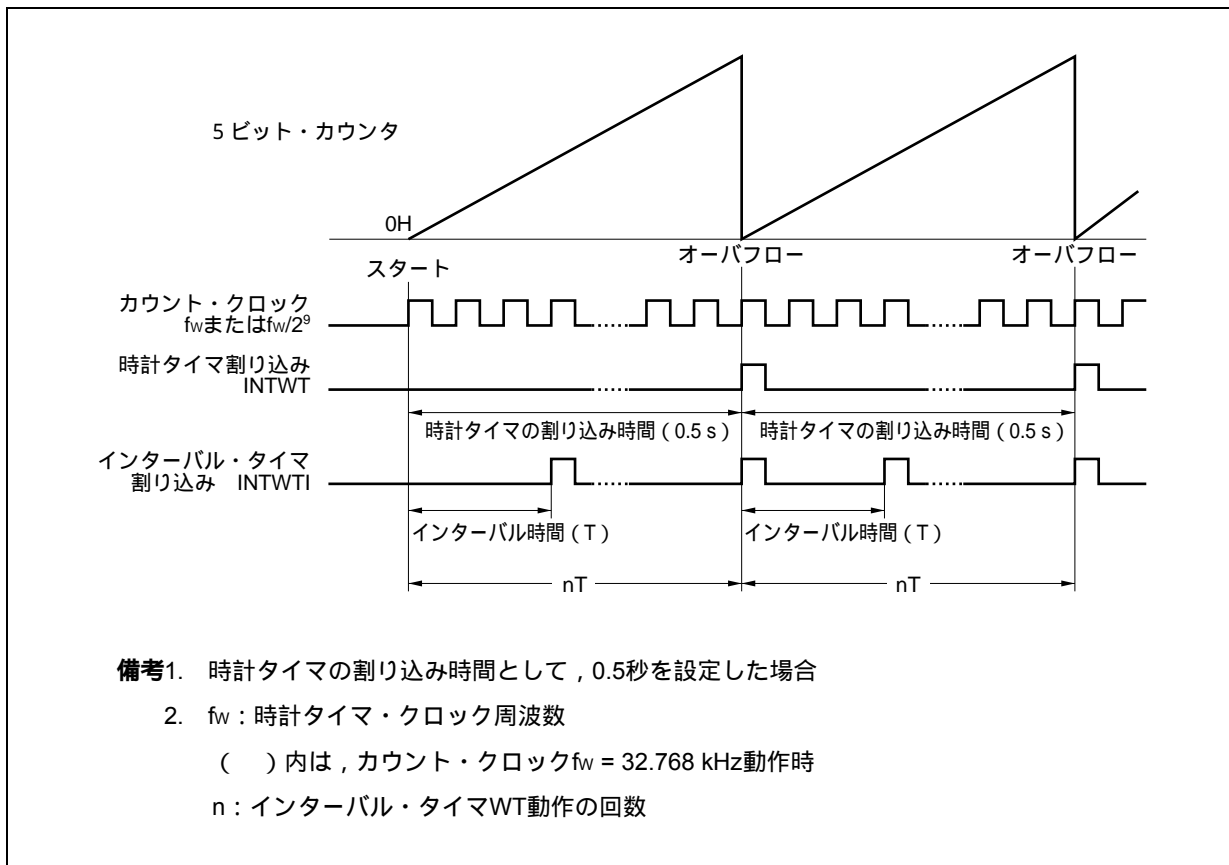 5 ビット・カウンタ
0H
スタート
オーバフロー
オーバフロー
カウント・クロック
fwまたはfw/2⁹
時計タイマ割り込み
INTWT
時計タイマの割り込み時間（0.5 s）
時計タイマの割り込み時間（0.5 s）
インターバル・タイマ
割り込み　INTWTI
インターバル時間（T）
インターバル時間（T）
nT
nT
備考1.　時計タイマの割り込み時間として，0.5秒を設定した場合
2.　fw：時計タイマ・クロック周波数
（　）内は，カウント・クロックfw = 32.768 kHz動作時
n：インターバル・タイマWT動作の回数